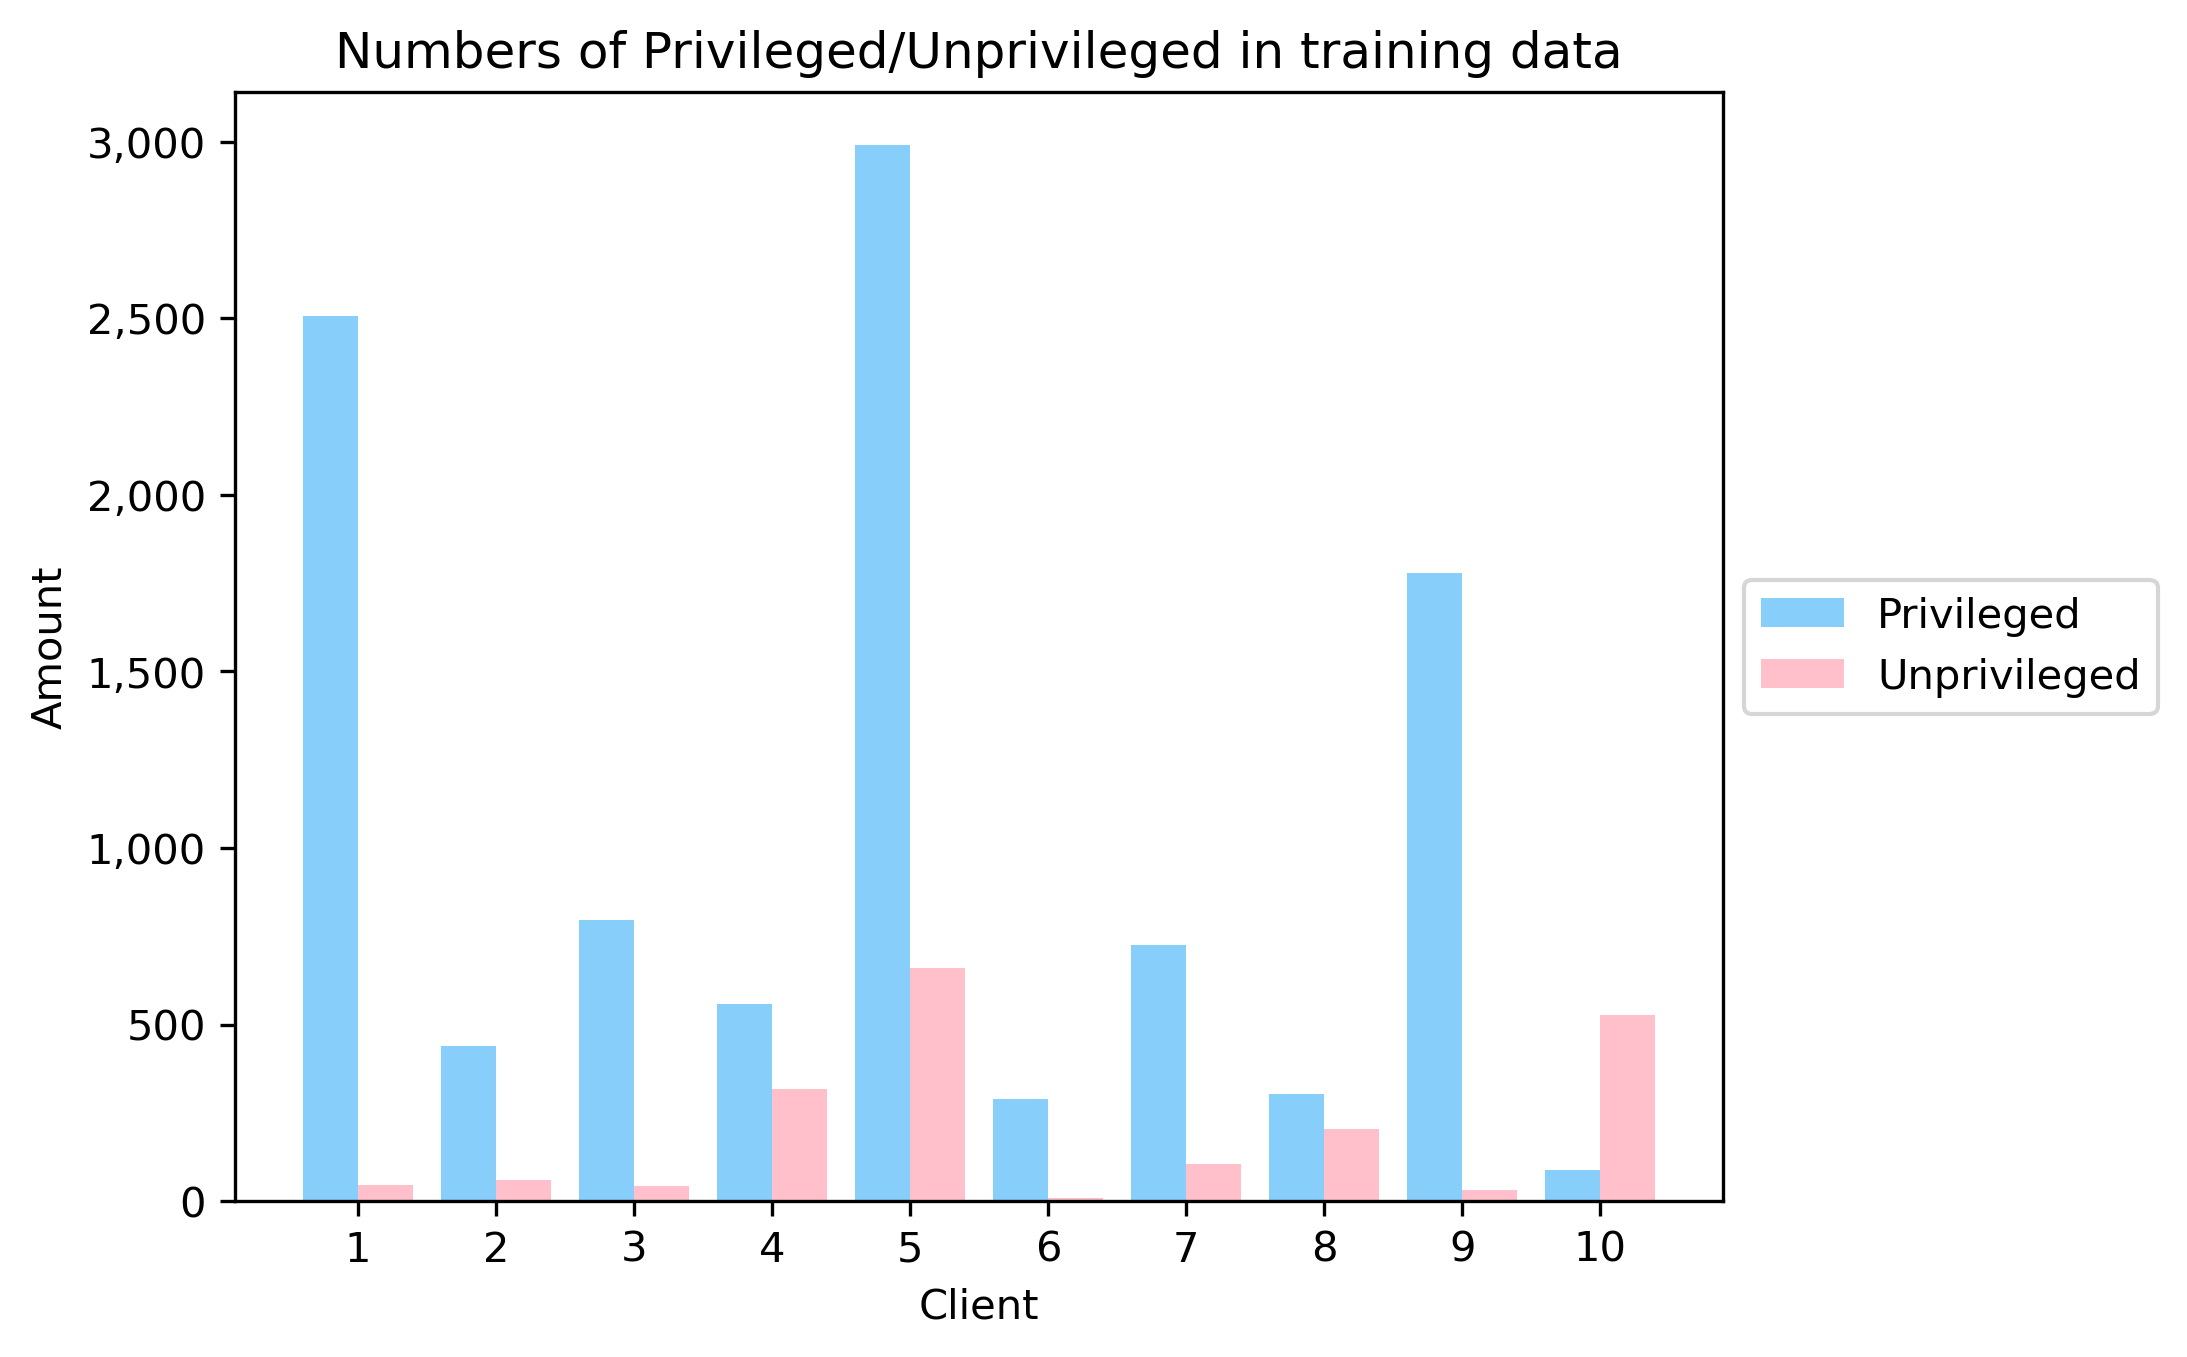 Numbers of Privileged/Unprivileged in training data
3,000
2,500
2,000
1,500
1,000
500
0
Amount
1 2 3 4 5 6 7 8 9 10
Client
Privileged
Unprivileged